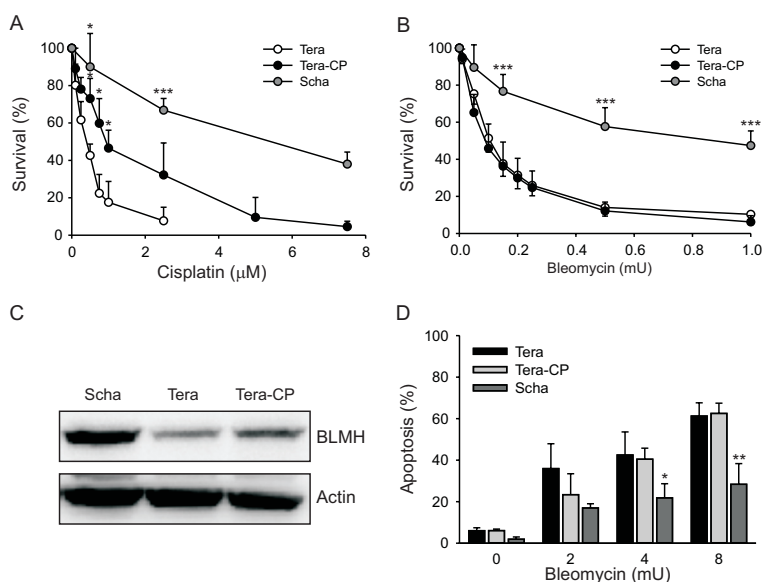 A
Survival (%)
100
80
60
40
20
0
0 2 4 6 8
Cisplatin (μM)
Tera
Tera-CP
Scha
*
*
*
*
***
B
Survival (%)
100
80
60
40
20
0
0.0 0.2 0.4 0.6 0.8 1.0
Bleomycin (mU)
Tera
Tera-CP
Scha
***
***
***
C
Scha Tera Tera-CP
BLMH
Actin
D
Apoptosis (%)
100
80
60
40
20
0
0 2 4 8
Bleomycin (mU)
Tera
Tera-CP
Scha
*
**